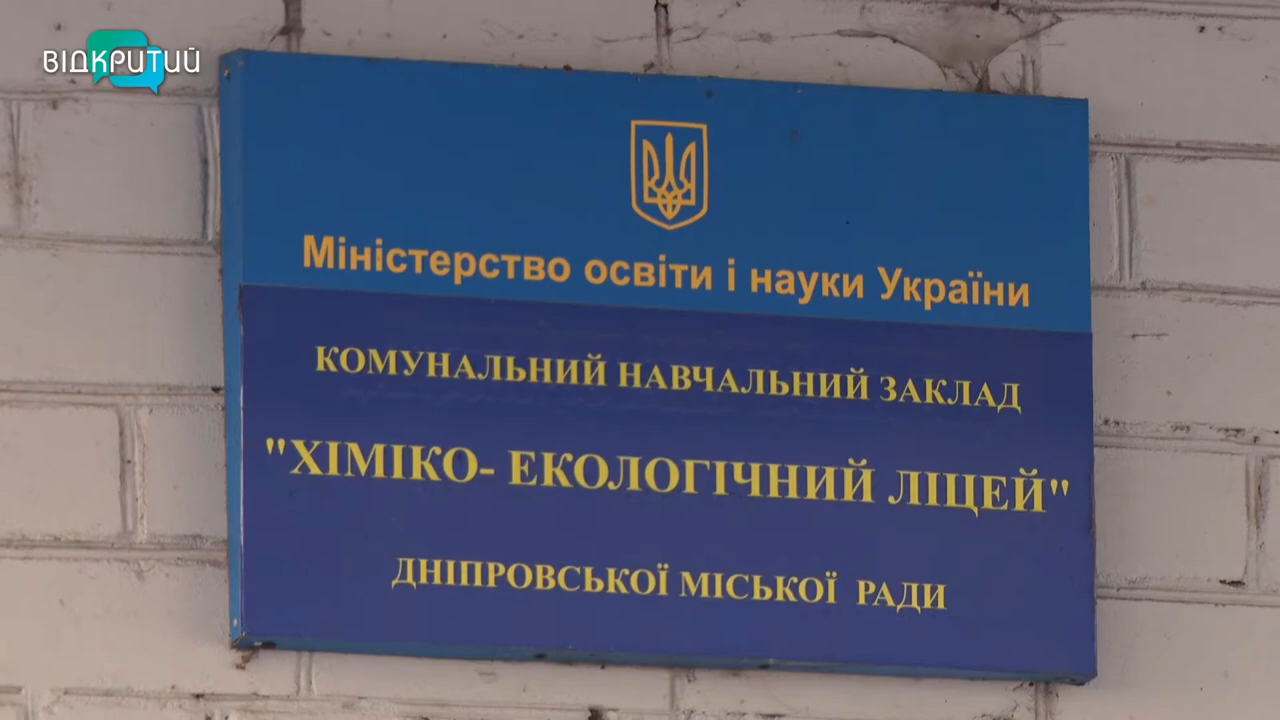 ВІДКРИТИЙ
Міністерство освіти і науки України
КОМУНАЛЬНИЙ НАВЧАЛЬНИЙ ЗАКЛАД
"ХІМІКО- ЕКОЛОГІЧНИЙ ЛІЦЕЙ"
ДНІПРОВСЬКОЇ МІСЬКОЇ РАДИ